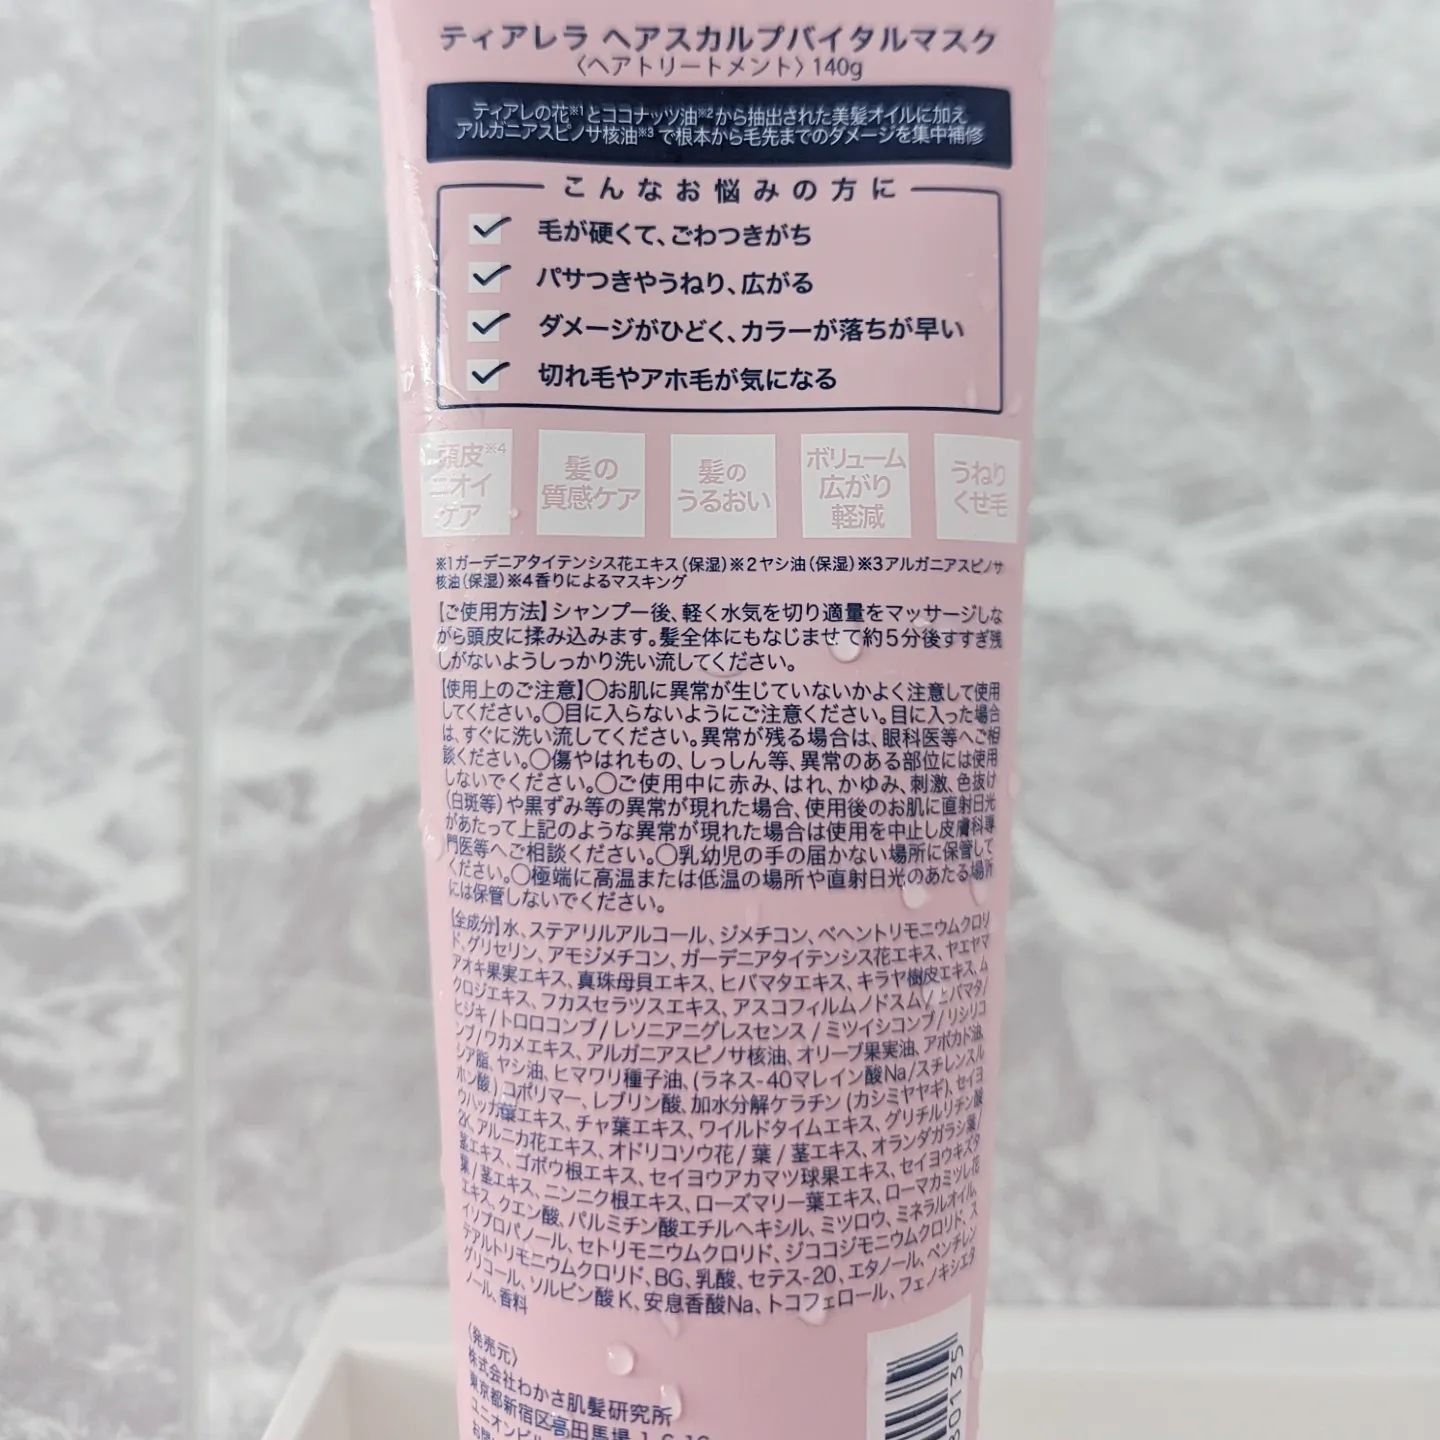 ティアレラ ヘアスカルプバイタルマスク
〈ヘアトリートメント〉140g
ティアレの花※1とココナッツ油※2から抽出された美髪オイルに加え
アルガニアスピノサ核油※3で根本から毛先までのダメージを集中補修
こんなお悩みの方に
毛が硬くて、ごわつきがち
パサつきやうねり、広がる
ダメージがひどく、カラーが落ちが早い
切れ毛やアホ毛が気になる
頭皮※4
ニオイ
ケア
髪の
質感ケア
髪の
うるおい
ボリューム
広がり
軽減
うねり
くせ毛
※1ガーデニアタイテンシス花エキス(保湿)※2ヤシ油(保湿)※3アルガニアスピノサ
核油(保湿)※4香りによるマスキング
【ご使用方法】シャンプー後、軽く水気を切り適量をマッサージしな
がら頭皮に揉み込みます。髪全体にもなじませて約5分後すすぎ残
しがないようしっかり洗い流してください。
【使用上のご注意】○お肌に異常が生じていないかよく注意して使用
してください。○目に入らないようにご注意ください。目に入った場合
は、すぐに洗い流してください。異常が残る場合は、眼科医等へご相
談ください。○傷やはれもの、しっしん等、異常のある部位には使用
しないでください。○ご使用中に赤み、はれ、かゆみ、刺激、色抜け
(白斑等)や黒ずみ等の異常が現れた場合、使用後のお肌に直射日光
があたって上記のような異常が現れた場合は使用を中止し皮膚科専
門医等へご相談ください。○乳幼児の手の届かない場所に保管して
ください。○極端に高温または低温の場所や直射日光のあたる場所
には保管しないでください。
【全成分】水、ステアリルアルコール、ジメチコン、ベヘントリモニウムクロリ
ド、グリセリン、アモジメチコン、ガーデニアタイテンシス花エキス、ヤエヤマ
アオキ果実エキス、真珠母貝エキス、ヒバマタエキス、キラヤ樹皮エキス、ム
クロジエキス、フカスセラツスエキス、アスコフィルムノドスム/ヒバマタ/
ヒジキ/トロロコンブ/レソニアニグレスセンス/ミツイシコンブ/リシリコ
ンブ/ワカメエキス、アルガニアスピノサ核油、オリーブ果実油、アボカド油、
シア脂、ヤシ油、ヒマワリ種子油、(ラネス-40マレイン酸Na/スチレンスル
ホン酸)コポリマー、レブリン酸、加水分解ケラチン(カシミヤヤギ)、セイヨ
ウハッカ葉エキス、チャ葉エキス、ワイルドタイムエキス、グリチルリチン酸
2K、アルニカ花エキス、オドリコソウ花/葉/茎エキス、オランダガラシ葉/
茎エキス、ゴボウ根エキス、セイヨウアカマツ球果エキス、セイヨウキズタ
葉/茎エキス、ニンニク根エキス、ローズマリー葉エキス、ローマカミツレ花
エキス、クエン酸、パルミチン酸エチルヘキシル、ミツロウ、ミネラルオイル、
イソプロパノール、セトリモニウムクロリド、ジココジモニウムクロリド、ス
テアルトリモニウムクロリド、BG、乳酸、セテス-20、エタノール、ペンチレン
グリコール、ソルビン酸K、安息香酸Na、トコフェロール、フェノキシエタ
ノール、香料
〈発売元〉
株式会社わかさ肌髪研究所
東京都新宿区高田馬場
ユニオンビル